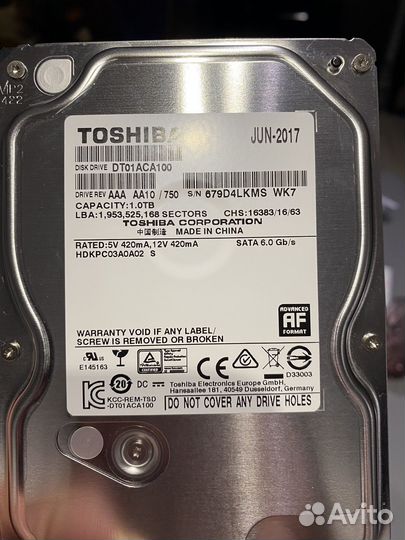 MP2
422
TOSHIBA
JUN-2017
DISK DRIVE DT01ACA100
DRIVE REV AAA AA10 / 750 S/N 679D4LKMS WK7
CAPACITY:1.0TB
LBA:1,953,525,168 SECTORS CHS:16383/16/63
TOSHIBA CORPORATION
中国制造 MADE IN CHINA
RATED:5V 420mA,12V 420mA SATA 6.0 Gb/s
HDKPC03A0A02 S
ADVANCED
AF
FORMAT
WARRANTY VOID IF ANY LABEL/
SCREW IS REMOVED OR BROKEN
E145163
D33003
20
DC
Toshiba Electronics Europe GmbH
Hansaallee 181, 40549 Dusseldorf, Germany
KCC-REM-TSD
-DT01ACA100
DO NOT COVER ANY DRIVE HOLES
Avito